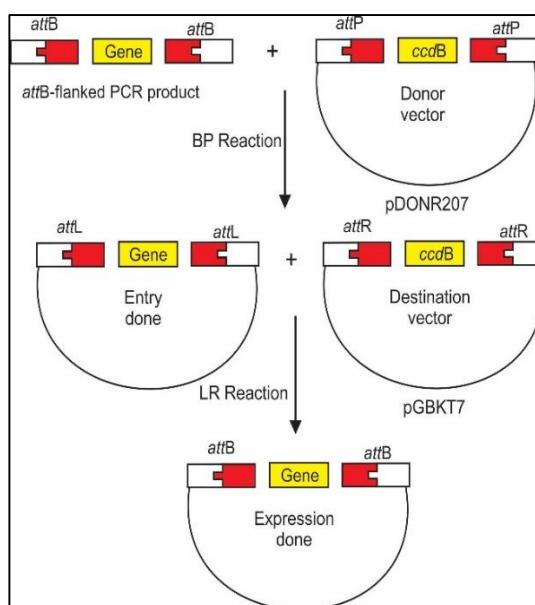 attB
attB
attP
attP
Gene
+
ccdB
attB-flanked PCR product
Donor
vector
BP Reaction
pDONR207
attL
attL
attR
attR
Gene
+
ccdB
Entry
done
Destination
vector
LR Reaction
pGBKT7
attB
attB
Gene
Expression
done